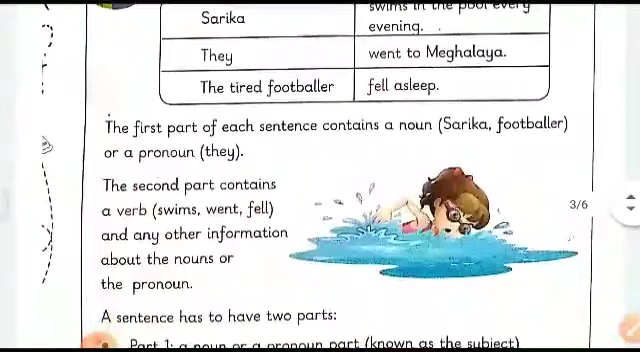 Sarika swims in the pool every
evening.
They went to Meghalaya.
The tired footballer fell asleep.
The first part of each sentence contains a noun (Sarika, footballer)
or a pronoun (they).
The second part contains
a verb (swims, went, fell)
and any other information
about the nouns or
the pronoun.
3/6
A sentence has to have two parts:
Part 1: a noun or a pronoun part (known as the subject)